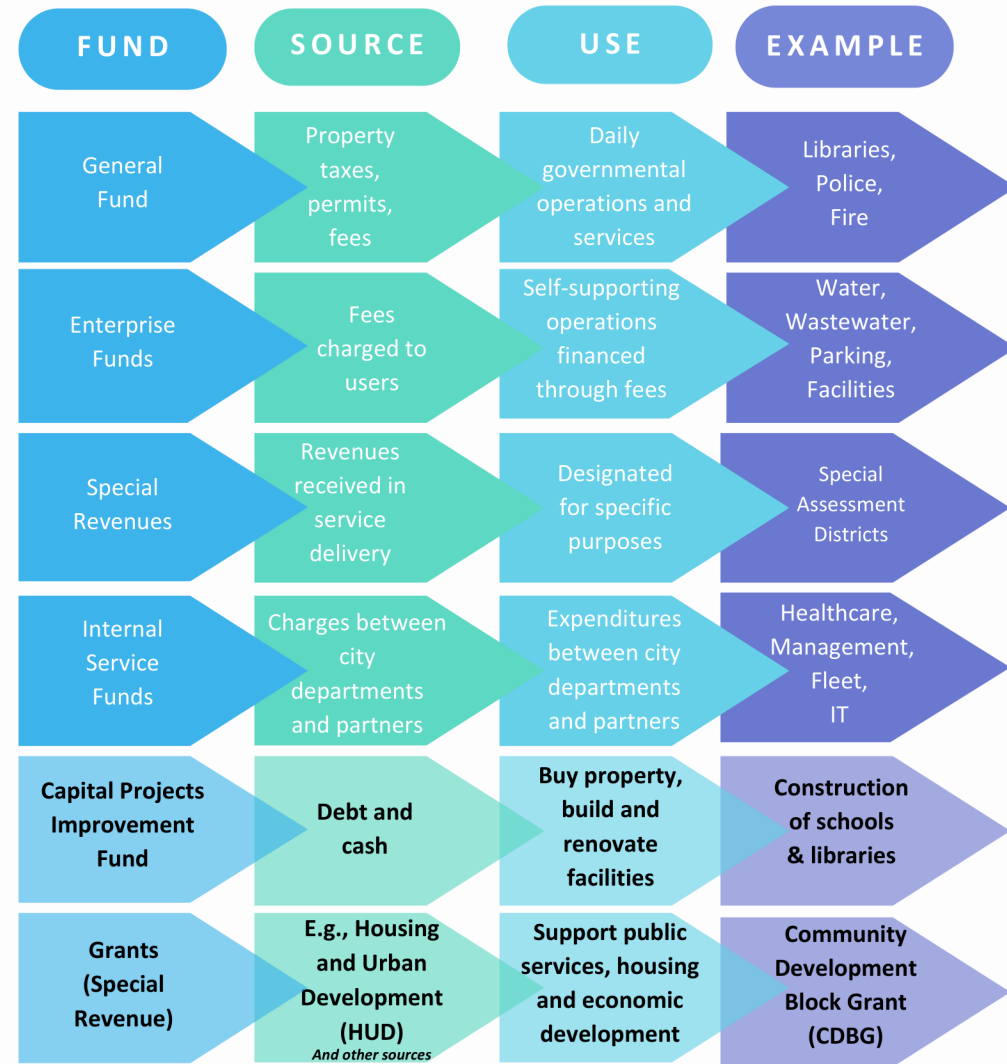 FUND
SOURCE
USE
EXAMPLE
General
Fund
Property
taxes,
permits,
fees
Daily
governmental
operations and
services
Libraries,
Police,
Fire
Enterprise
Funds
Fees
charged to
users
Self-supporting
operations
financed
through fees
Water,
Wastewater,
Parking,
Facilities
Special
Revenues
Revenues
received in
service
delivery
Designated
for specific
purposes
Special
Assessment
Districts
Internal
Service
Funds
Charges between
city
departments
and partners
Expenditures
between city
departments
and partners
Healthcare,
Management,
Fleet,
IT
Capital Projects
Improvement
Fund
Debt and
cash
Buy property,
build and
renovate
facilities
Construction
of schools
& libraries
Grants
(Special
Revenue)
E.g., Housing
and Urban
Development
(HUD)
And other sources
Support public
services, housing
and economic
development
Community
Development
Block Grant
(CDBG)